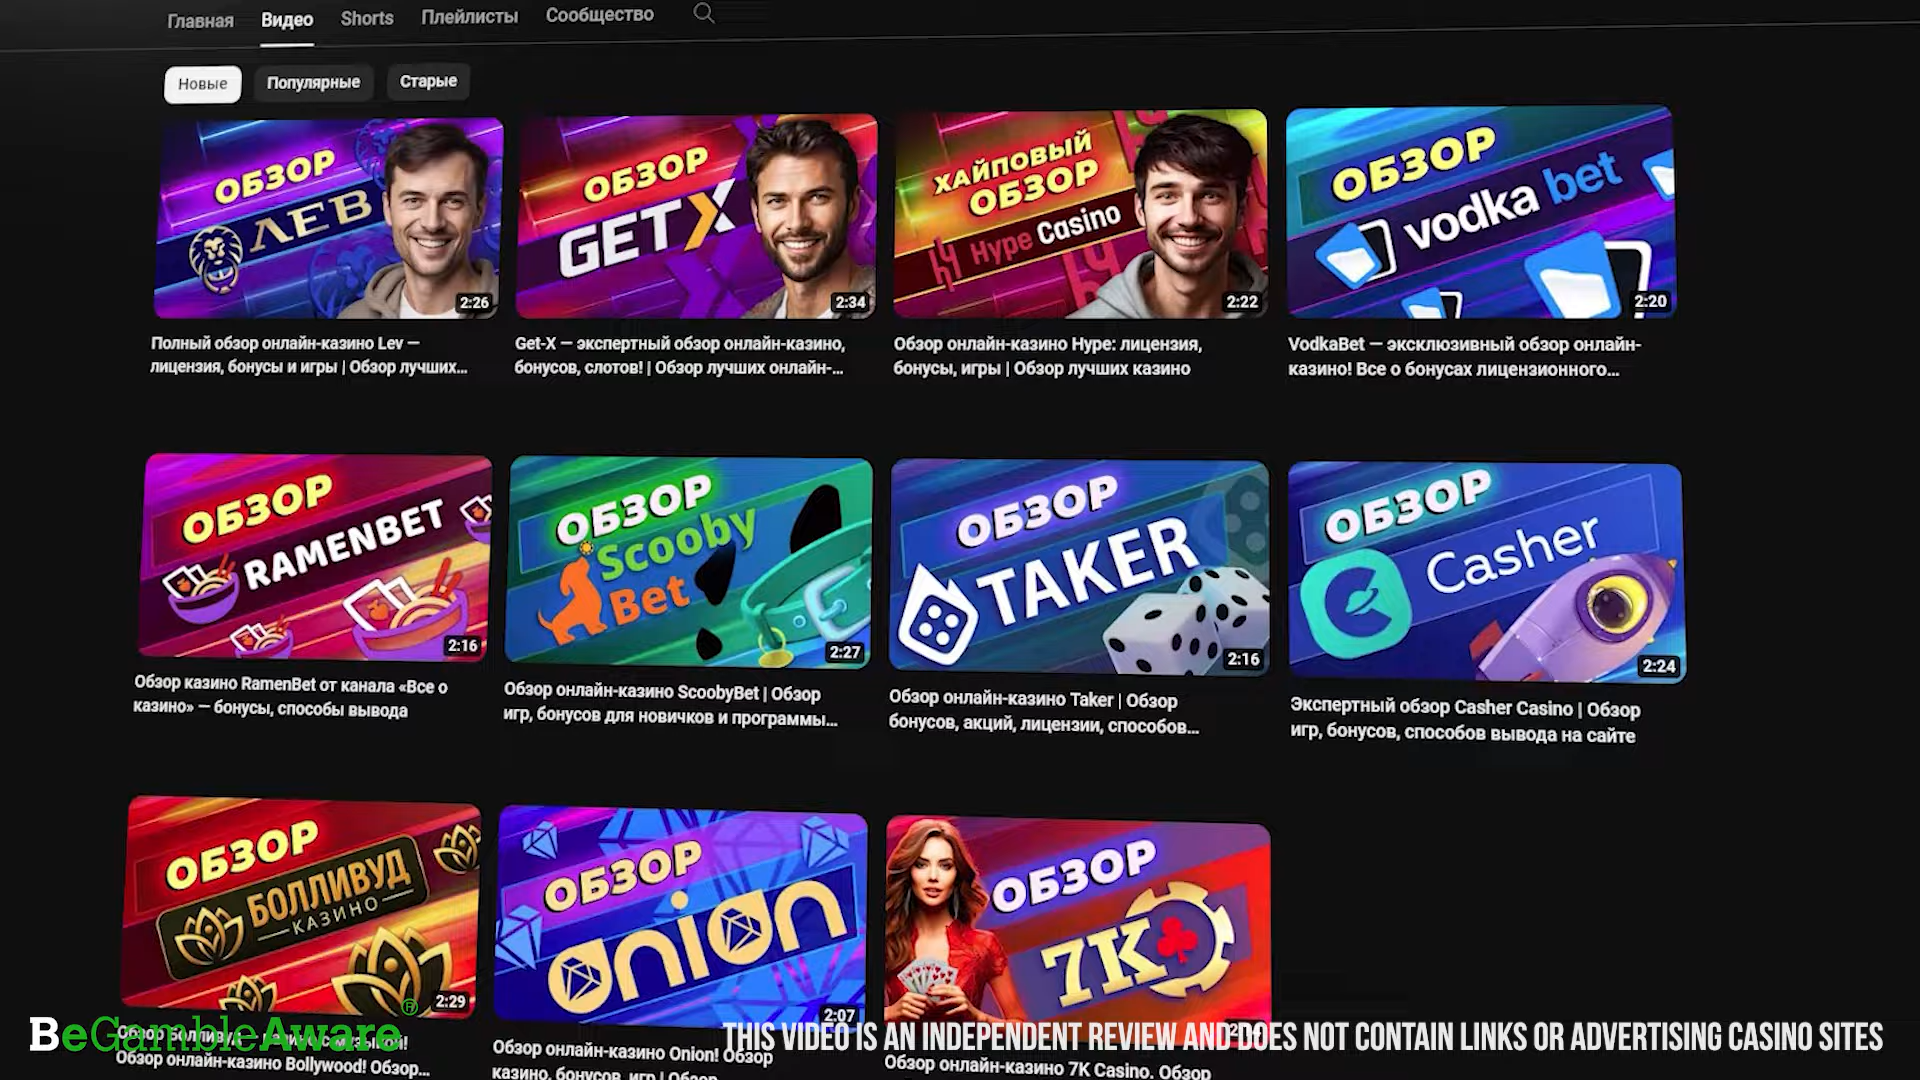 Главная Видео Shorts Плейлисты Сообщество
Новые Популярные Старые
ОБЗОР
ЛЕВ
2:26
ОБЗОР
GETX
2:34
ХАЙПОВЫЙ
ОБЗОР
Hype Casino
2:22
ОБЗОР
vodka bet
2:20
Полный обзор онлайн-казино Lev —
лицензия, бонусы и игры | Обзор лучших...
Get-X — экспертный обзор онлайн-казино,
бонусов, слотов! | Обзор лучших онлайн-...
Обзор онлайн-казино Hype: лицензия,
бонусы, игры | Обзор лучших казино
VodkaBet — эксклюзивный обзор онлайн-
казино! Все о бонусах лицензионного...
ОБЗОР
RAMENBET
2:16
ОБЗОР
Scooby
Bet
2:27
ОБЗОР
TAKER
2:16
ОБЗОР
Casher
2:24
Обзор казино RamenBet от канала «Все о
казино» — бонусы, способы вывода
Обзор онлайн-казино ScoobyBet | Обзор
игр, бонусов для новичков и программы...
Обзор онлайн-казино Taker | Обзор
бонусов, акций, лицензии, способов...
Экспертный обзор Casher Casino | Обзор
игр, бонусов, способов вывода на сайте
ОБЗОР
БОЛЛИВУД
КАЗИНО
2:29
ОБЗОР
onion
2:07
ОБЗОР
7K
BeGambleAware®
Обзор онлайн-казино Bollywood! Обзор...
Обзор онлайн-казино Onion! Обзор
казино, бонусов, игр | Обзор
Обзор онлайн-казино 7K Casino. Обзор
THIS VIDEO IS AN INDEPENDENT REVIEW AND DOES NOT CONTAIN LINKS OR ADVERTISING CASINO SITES